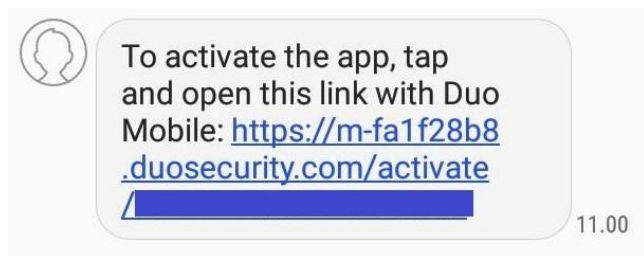 To activate the app, tap
and open this link with Duo
Mobile: https://m-fa1f28b8
.duosecurity.com/activate
/
11.00